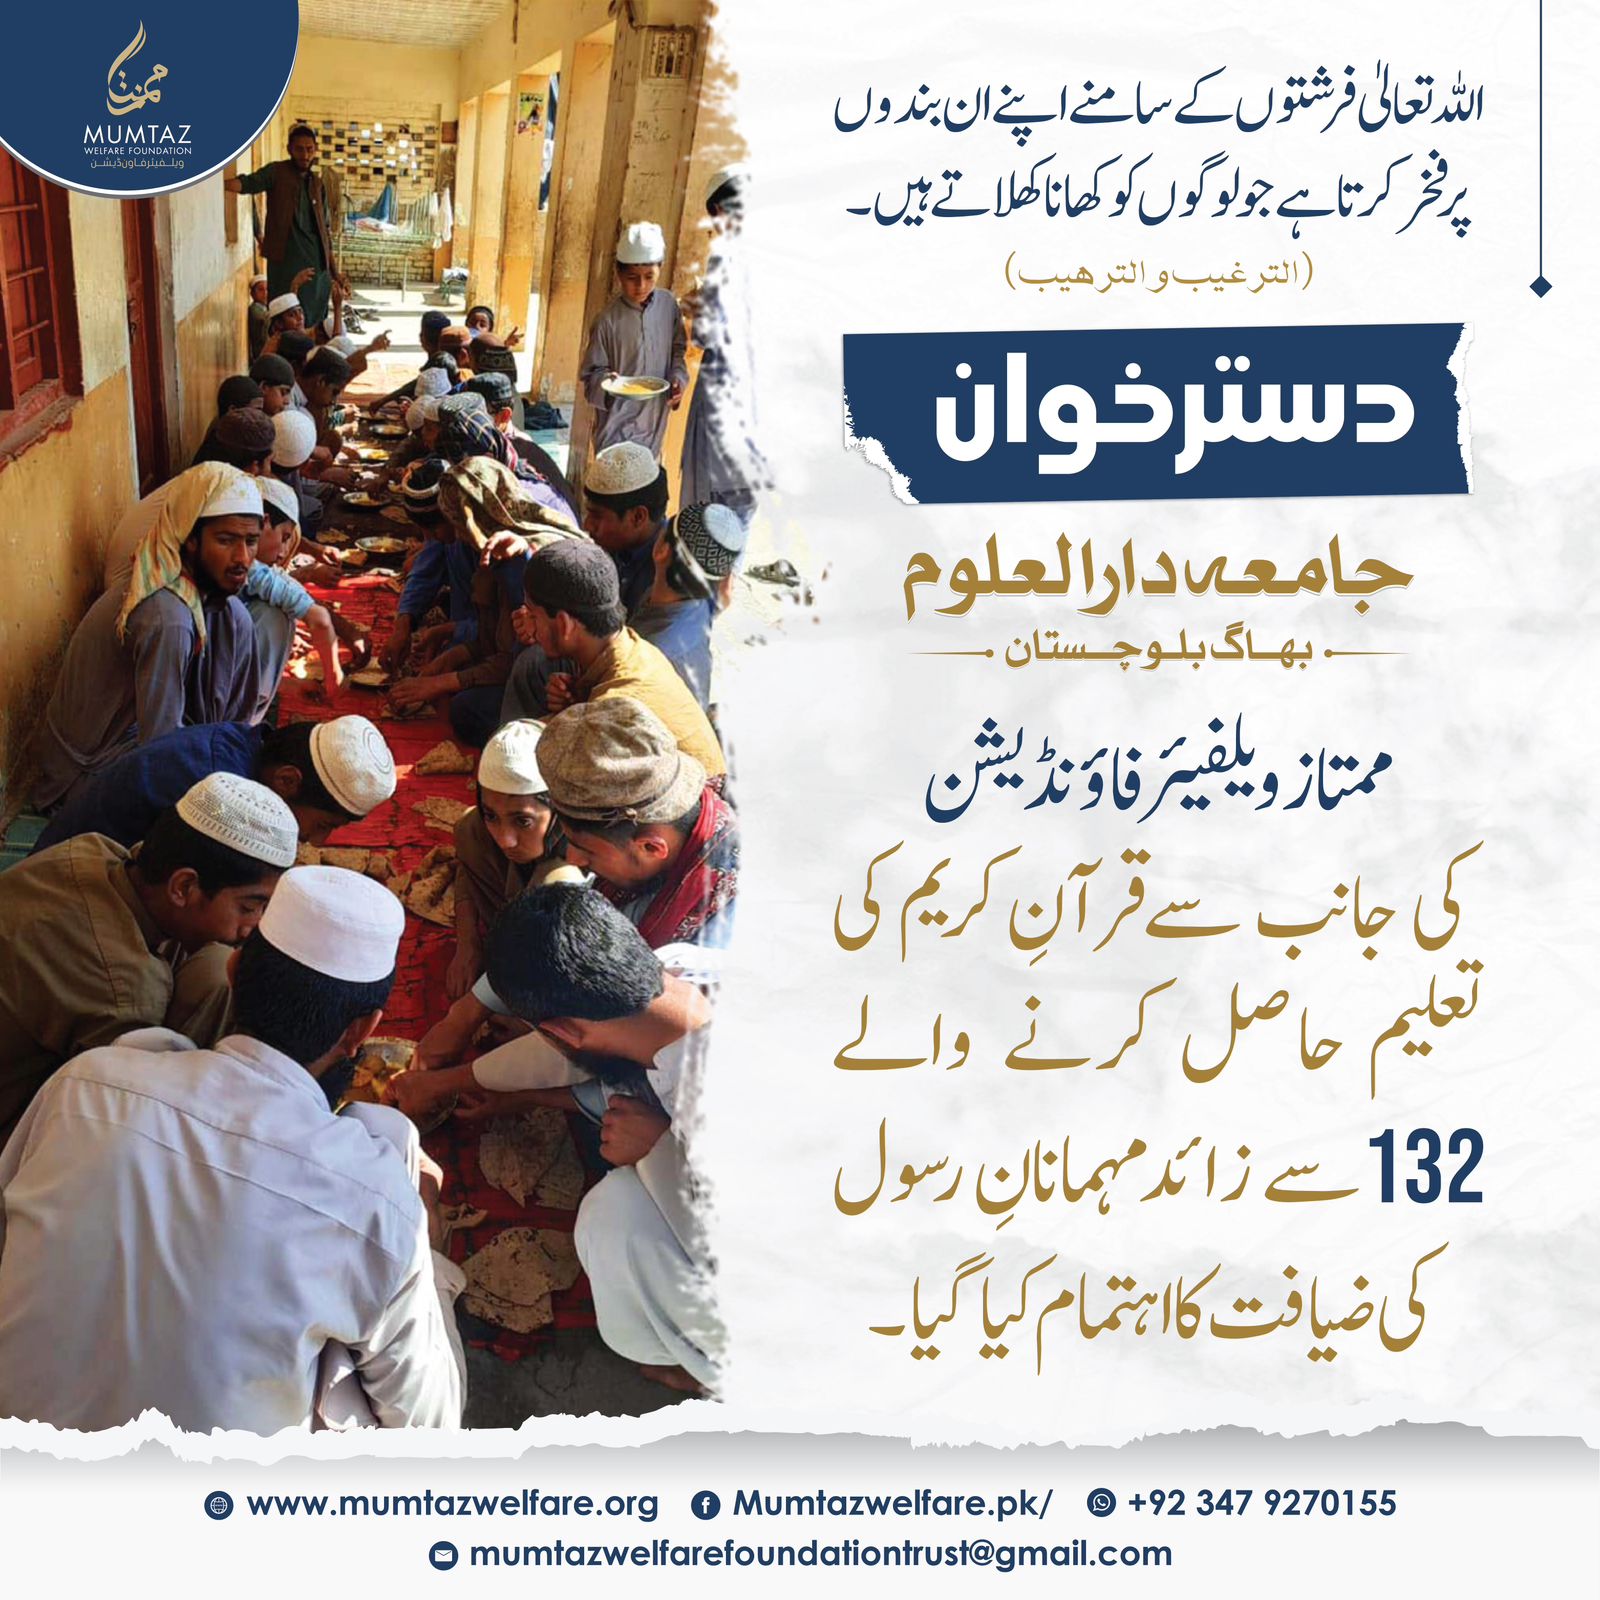 ممتاز
MUMTAZ
WELFARE FOUNDATION
ویلفیئر فاونڈیشن
اللہ تعالیٰ فرشتوں کے سامنے اپنے ان بندوں
پر فخر کرتا ہے جو لوگوں کو کھانا کھلاتے ہیں۔
(الترغیب و الترھیب)
دسترخوان
جامعہ دارالعلوم
بھاگ بلوچستان
ممتاز ویلفیئر فاؤنڈیشن
کی جانب سے قرآنِ کریم کی
تعلیم حاصل کرنے والے
132 سے زائد مہمانانِ رسول
کی ضیافت کا اہتمام کیا گیا۔
www.mumtazwelfare.org Mumtazwelfare.pk/ +92 347 9270155
mumtazwelfarefoundationtrust@gmail.com